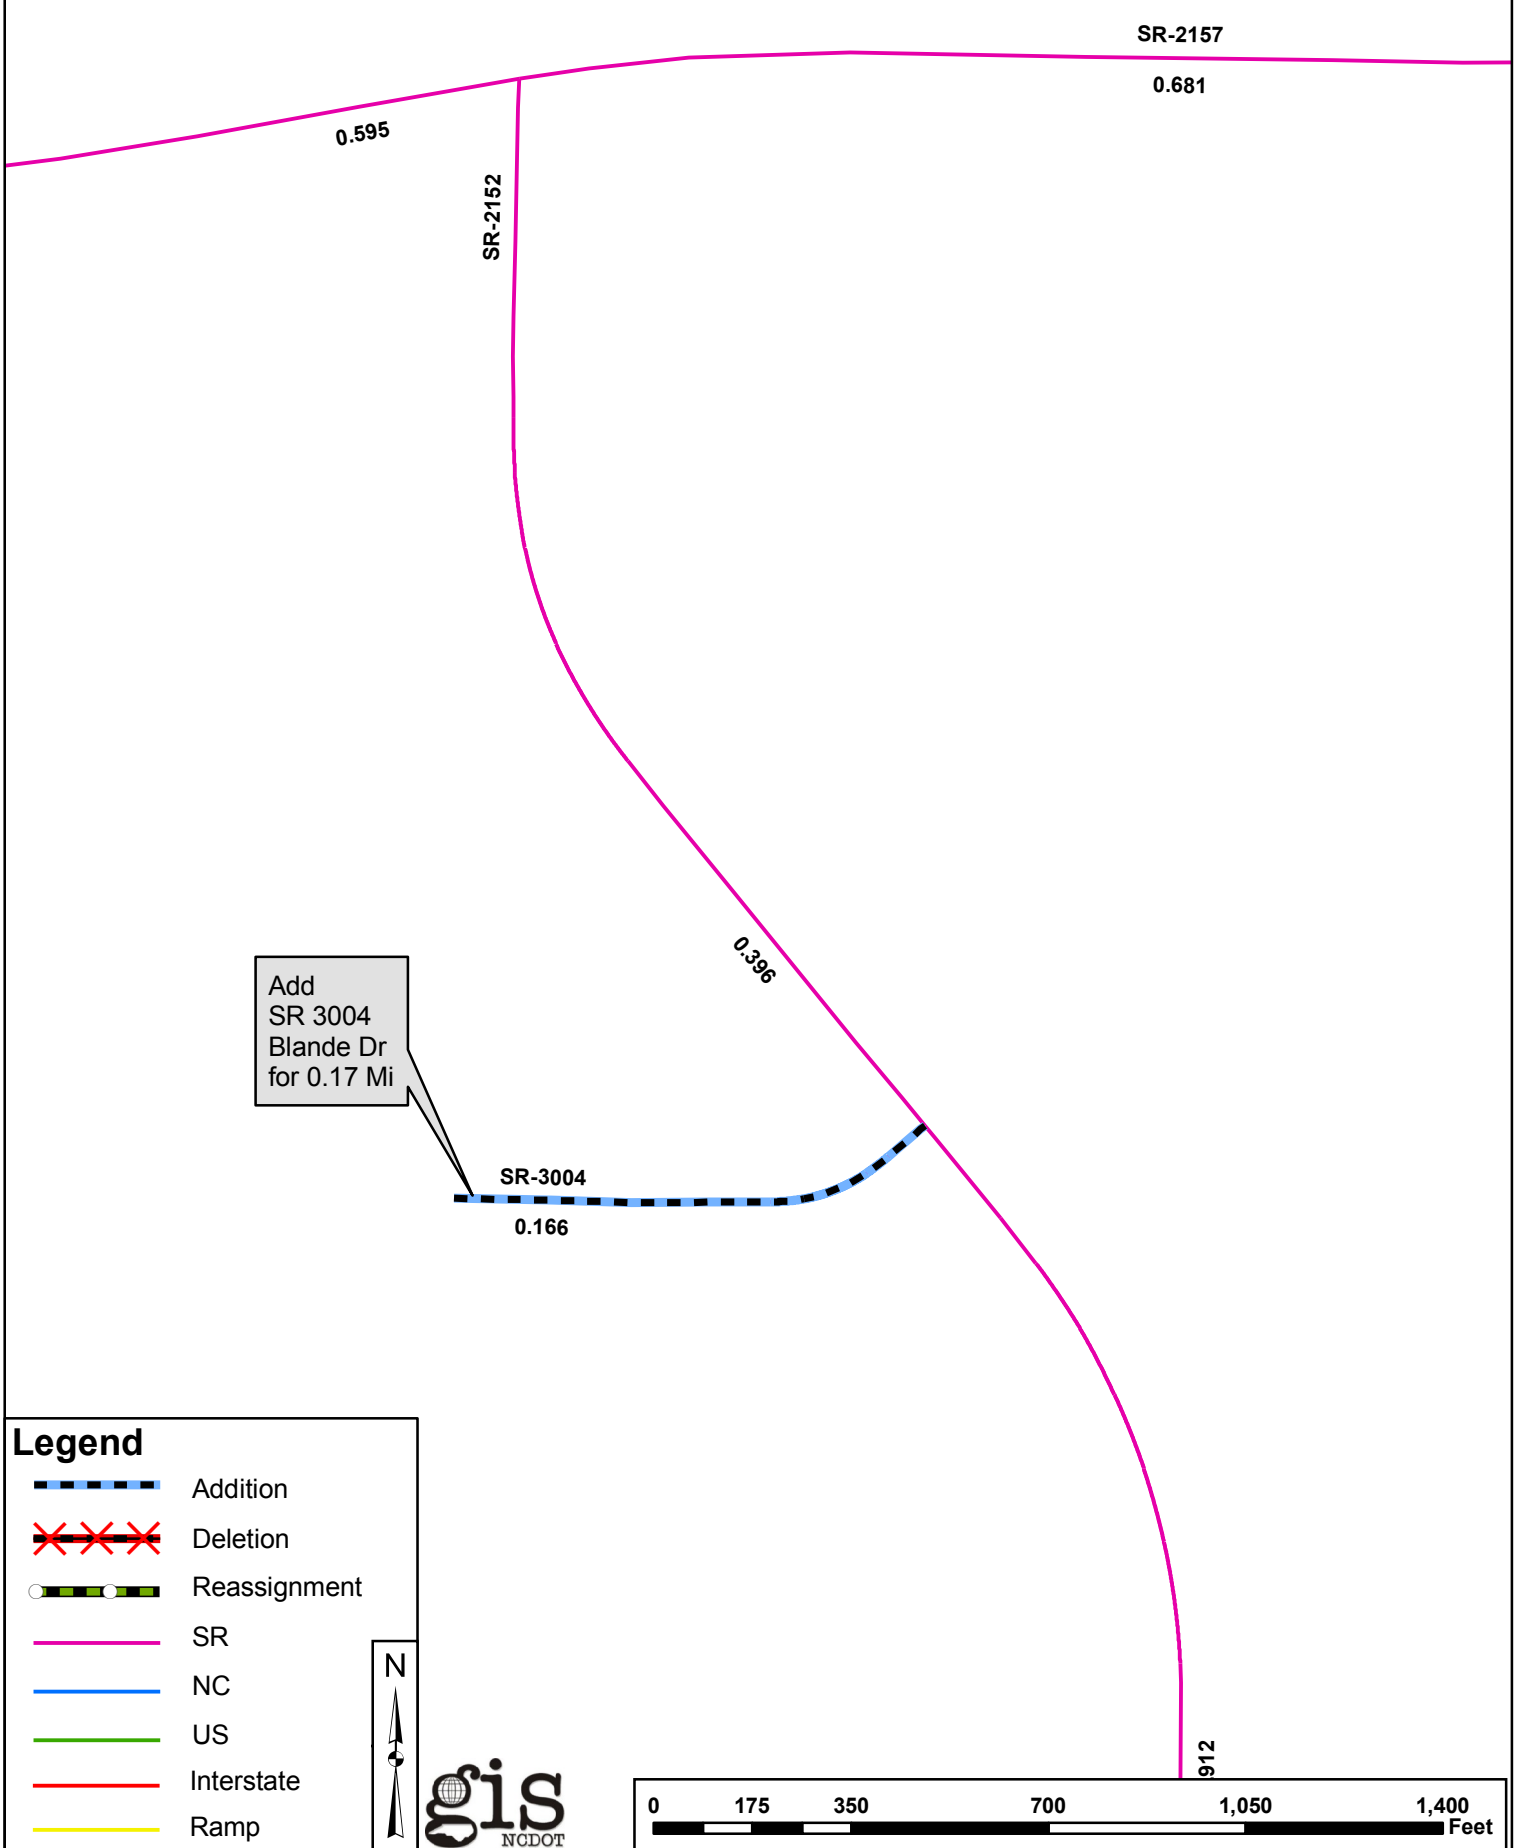 SR-2157
0.681
0.595
SR-2152
0.396
Add
SR 3004
Blande Dr
for 0.17 Mi
SR-3004
0.166
Legend
Addition
Deletion
Reassignment
SR
NC
US
Interstate
Ramp
N
gis
NCDOT
912
0 175 350 700 1,050 1,400
Feet